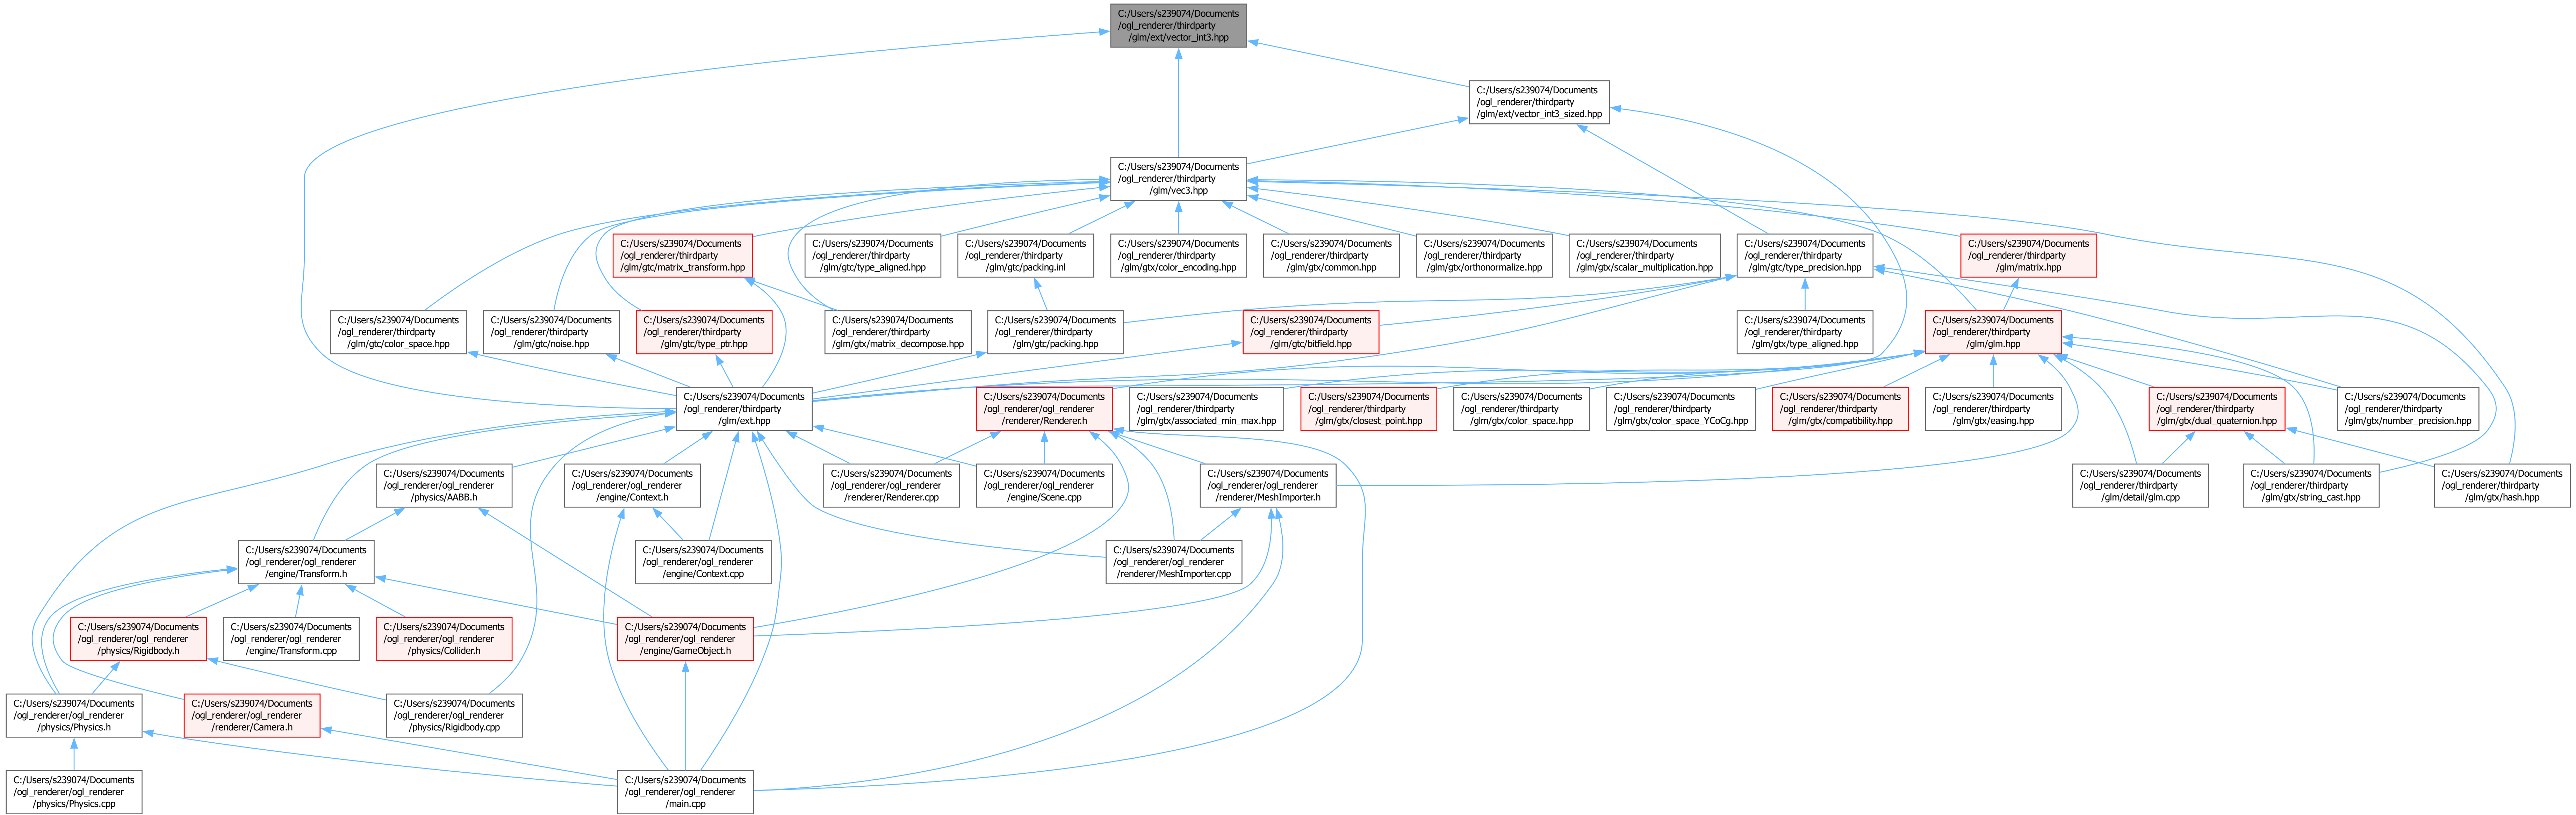 C:/Users/s239074/Documents
/ogl_renderer/thirdparty
/glm/ext/vector_int3.hpp
C:/Users/s239074/Documents
/ogl_renderer/thirdparty
/glm/ext/vector_int3_sized.hpp
C:/Users/s239074/Documents
/ogl_renderer/thirdparty
/glm/vec3.hpp
C:/Users/s239074/Documents
/ogl_renderer/thirdparty
/glm/gtc/matrix_transform.hpp
C:/Users/s239074/Documents
/ogl_renderer/thirdparty
/glm/gtc/type_aligned.hpp
C:/Users/s239074/Documents
/ogl_renderer/thirdparty
/glm/gtc/packing.inl
C:/Users/s239074/Documents
/ogl_renderer/thirdparty
/glm/gtx/color_encoding.hpp
C:/Users/s239074/Documents
/ogl_renderer/thirdparty
/glm/gtx/common.hpp
C:/Users/s239074/Documents
/ogl_renderer/thirdparty
/glm/gtx/orthonormalize.hpp
C:/Users/s239074/Documents
/ogl_renderer/thirdparty
/glm/gtx/scalar_multiplication.hpp
C:/Users/s239074/Documents
/ogl_renderer/thirdparty
/glm/gtc/type_precision.hpp
C:/Users/s239074/Documents
/ogl_renderer/thirdparty
/glm/matrix.hpp
C:/Users/s239074/Documents
/ogl_renderer/thirdparty
/glm/gtc/color_space.hpp
C:/Users/s239074/Documents
/ogl_renderer/thirdparty
/glm/gtc/noise.hpp
C:/Users/s239074/Documents
/ogl_renderer/thirdparty
/glm/gtc/type_ptr.hpp
C:/Users/s239074/Documents
/ogl_renderer/thirdparty
/glm/gtx/matrix_decompose.hpp
C:/Users/s239074/Documents
/ogl_renderer/thirdparty
/glm/gtc/packing.hpp
C:/Users/s239074/Documents
/ogl_renderer/thirdparty
/glm/gtc/bitfield.hpp
C:/Users/s239074/Documents
/ogl_renderer/thirdparty
/glm/gtx/type_aligned.hpp
C:/Users/s239074/Documents
/ogl_renderer/thirdparty
/glm/glm.hpp
C:/Users/s239074/Documents
/ogl_renderer/thirdparty
/glm/ext.hpp
C:/Users/s239074/Documents
/ogl_renderer/ogl_renderer
/renderer/Renderer.h
C:/Users/s239074/Documents
/ogl_renderer/thirdparty
/glm/gtx/associated_min_max.hpp
C:/Users/s239074/Documents
/ogl_renderer/thirdparty
/glm/gtx/closest_point.hpp
C:/Users/s239074/Documents
/ogl_renderer/thirdparty
/glm/gtx/color_space.hpp
C:/Users/s239074/Documents
/ogl_renderer/thirdparty
/glm/gtx/color_space_YCoCg.hpp
C:/Users/s239074/Documents
/ogl_renderer/thirdparty
/glm/gtx/compatibility.hpp
C:/Users/s239074/Documents
/ogl_renderer/thirdparty
/glm/gtx/easing.hpp
C:/Users/s239074/Documents
/ogl_renderer/thirdparty
/glm/gtx/dual_quaternion.hpp
C:/Users/s239074/Documents
/ogl_renderer/thirdparty
/glm/gtx/number_precision.hpp
C:/Users/s239074/Documents
/ogl_renderer/ogl_renderer
/physics/AABB.h
C:/Users/s239074/Documents
/ogl_renderer/ogl_renderer
/engine/Context.h
C:/Users/s239074/Documents
/ogl_renderer/ogl_renderer
/renderer/Renderer.cpp
C:/Users/s239074/Documents
/ogl_renderer/ogl_renderer
/engine/Scene.cpp
C:/Users/s239074/Documents
/ogl_renderer/ogl_renderer
/renderer/MeshImporter.h
C:/Users/s239074/Documents
/ogl_renderer/thirdparty
/glm/detail/glm.cpp
C:/Users/s239074/Documents
/ogl_renderer/thirdparty
/glm/gtx/string_cast.hpp
C:/Users/s239074/Documents
/ogl_renderer/thirdparty
/glm/gtx/hash.hpp
C:/Users/s239074/Documents
/ogl_renderer/ogl_renderer
/engine/Transform.h
C:/Users/s239074/Documents
/ogl_renderer/ogl_renderer
/engine/Context.cpp
C:/Users/s239074/Documents
/ogl_renderer/ogl_renderer
/renderer/MeshImporter.cpp
C:/Users/s239074/Documents
/ogl_renderer/ogl_renderer
/physics/Rigidbody.h
C:/Users/s239074/Documents
/ogl_renderer/ogl_renderer
/engine/Transform.cpp
C:/Users/s239074/Documents
/ogl_renderer/ogl_renderer
/physics/Collider.h
C:/Users/s239074/Documents
/ogl_renderer/ogl_renderer
/engine/GameObject.h
C:/Users/s239074/Documents
/ogl_renderer/ogl_renderer
/physics/Physics.h
C:/Users/s239074/Documents
/ogl_renderer/ogl_renderer
/renderer/Camera.h
C:/Users/s239074/Documents
/ogl_renderer/ogl_renderer
/physics/Rigidbody.cpp
C:/Users/s239074/Documents
/ogl_renderer/ogl_renderer
/physics/Physics.cpp
C:/Users/s239074/Documents
/ogl_renderer/ogl_renderer
/main.cpp